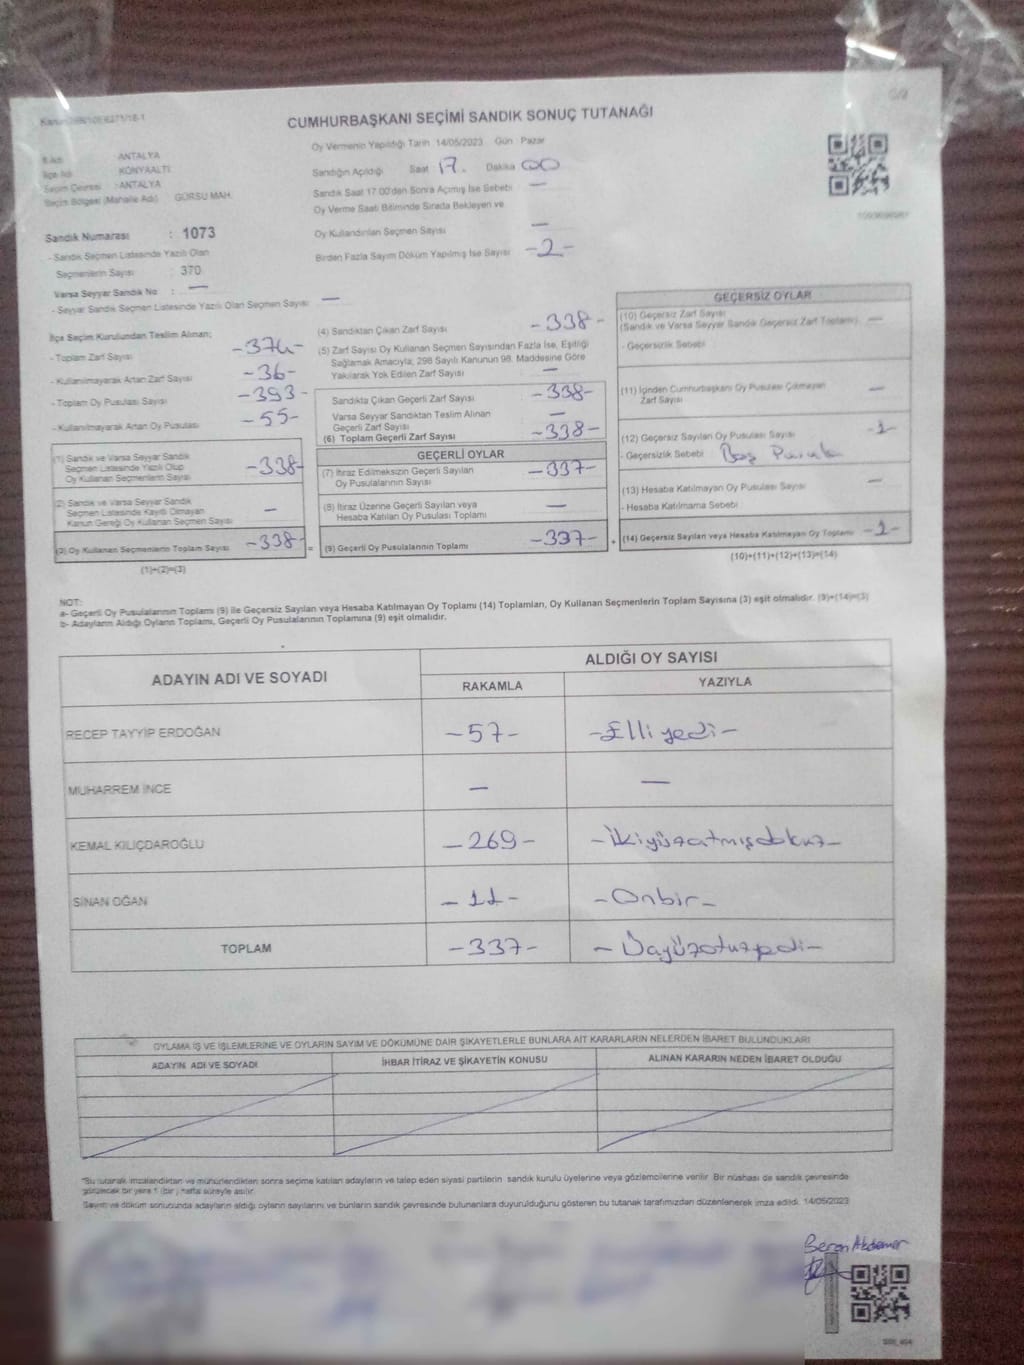 CUMHURBAŞKANI SEÇİMİ SANDIK SONUÇ TUTANAĞI
Oy Vermenin Yapıldığı Tarih 14/05/2023 Gün : Pazar
İl Adı : ANTALYA
İlçe Adı : KONYAALTI
Seçim Çevresi : ANTALYA
Seçim Bölgesi (Mahalle Adı) GÜRSU MAH.
Sandığın Açıldığı Saat 17. Dakika 00
Sandık Saat 17.00'den Sonra Açımış İse Sebebi —
Oy Verme Saati Bitiminde Sırada Bekleyen ve
Oy Kullandırılan Seçmen Sayısı —
Birden Fazla Sayım Döküm Yapılmış İse Sayısı -2-
Sandık Numarası : 1073
- Sandık Seçmen Listesinde Yazılı Olan
Seçmenlerin Sayısı : 370
Varsa Seyyar Sandık No : —
- Seyyar Sandık Seçmen Listesinde Yazılı Olan Seçmen Sayısı —
İlçe Seçim Kurulundan Teslim Alınan;
- Toplam Zarf Sayısı -374-
- Kullanılmayarak Artan Zarf Sayısı -36-
- Toplam Oy Pusulası Sayısı -393-
- Kullanılmayarak Artan Oy Pusulası -55-
(1) Sandık ve Varsa Seyyar Sandık
Seçmen Listesinde Yazılı Olup
Oy Kullanan Seçmenlerin Sayısı -338-
(2) Sandık ve Varsa Seyyar Sandık
Seçmen Listesinde Kayıtlı Olmayan
Kanun Gereği Oy Kullanan Seçmen Sayısı —
(3) Oy Kullanan Seçmenlerin Toplam Sayısı -338-
(1)+(2)=(3)
(4) Sandıktan Çıkan Zarf Sayısı -338-
(5) Zarf Sayısı Oy Kullanan Seçmen Sayısından Fazla İse, Eşitliği
Sağlamak Amacıyla, 298 Sayılı Kanunun 98. Maddesine Göre
Yakılarak Yok Edilen Zarf Sayısı —
Sandıkta Çıkan Geçerli Zarf Sayısı -338-
Varsa Seyyar Sandıktan Teslim Alınan
Geçerli Zarf Sayısı —
(6) Toplam Geçerli Zarf Sayısı -338-
GEÇERLİ OYLAR
(7) İtiraz Edilmeksizin Geçerli Sayılan
Oy Pusulasının Sayısı -337-
(8) İtiraz Üzerine Geçerli Sayılan veya
Hesaba Katılan Oy Pusulası Toplamı —
= (9) Geçerli Oy Pusulalarının Toplamı -337- +
GEÇERSİZ OYLAR
(10) Geçersiz Zarf Sayısı
(Sandık ve Varsa Seyyar Sandık Geçersiz Zarf Toplamı) —
- Geçersizlik Sebebi
(11) İçinden Cumhurbaşkanı Oy Pusulası Çıkmayan
Zarf Sayısı —
(12) Geçersiz Sayılan Oy Pusulası Sayısı -1-
- Geçersizlik Sebebi Boş Pusula
(13) Hesaba Katılmayan Oy Pusulası Sayısı —
- Hesaba Katılmama Sebebi
(14) Geçersiz Sayılan veya Hesaba Katılmayan Oy Toplamı -1-
(10)+(11)+(12)+(13)=(14)
NOT:
a- Geçerli Oy Pusulalarının Toplamı (9) ile Geçersiz Sayılan veya Hesaba Katılmayan Oy Toplamı (14) Toplamları, Oy Kullanan Seçmenlerin Toplam Sayısına (3) eşit olmalıdır. (9)+(14)=(3)
b- Adayların Aldığı Oyların Toplamı, Geçerli Oy Pusulalarının Toplamına (9) eşit olmalıdır.
ADAYIN ADI VE SOYADI
ALDIĞI OY SAYISI
RAKAMLA YAZIYLA
RECEP TAYYİP ERDOĞAN -57- -Elli yedi-
MUHARREM İNCE — —
KEMAL KILIÇDAROĞLU -269- -İkiyüzatmışdokuz-
SİNAN OĞAN -11- -Onbir-
TOPLAM -337- -Üçyüzotuzyedi-
OYLAMA İŞ VE İŞLEMLERİNE VE OYLARIN SAYIM VE DÖKÜMÜNE DAİR ŞİKAYETLERLE BUNLARA AİT KARARLARIN NELERDEN İBARET BULUNDUKLARI
ADAYIN ADI VE SOYADI İHBAR İTİRAZ VE ŞİKAYETİN KONUSU ALINAN KARARIN NEDEN İBARET OLDUĞU
*Bu tutanak imzalandıktan ve mühürlendikten sonra seçime katılan adayların ve talep eden siyasi partilerin sandık kurulu üyelerine veya gözlemcilerine verilir. Bir nüshası da sandık çevresinde
görülecek bir yere 1 (bir) hafta süreyle asılır.
Sayım ve döküm sonucunda adayların aldığı oyların sayılarını ve bunların sandık çevresinde bulunanlara duyurulduğunu gösteren bu tutanak tarafımızdan düzenlenerek imza edildi. 14/05/2023